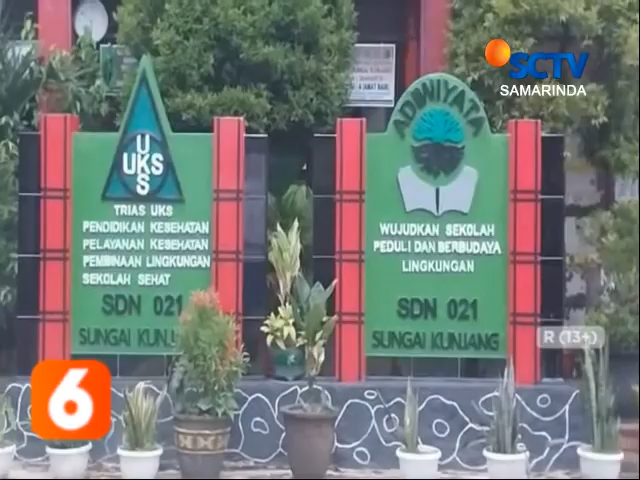 SCTV
SAMARINDA
UKS
UKS
TRIAS UKS
PENDIDIKAN KESEHATAN
PELAYANAN KESEHATAN
PEMBINAAN LINGKUNGAN
SEKOLAH SEHAT
SDN 021
SUNGAI KUNJ
ADIWIYATA
WUJUDKAN SEKOLAH
PEDULI DAN BERBUDAYA
LINGKUNGAN
SDN 021
SUNGAI KUNJANG
R (13+)
6